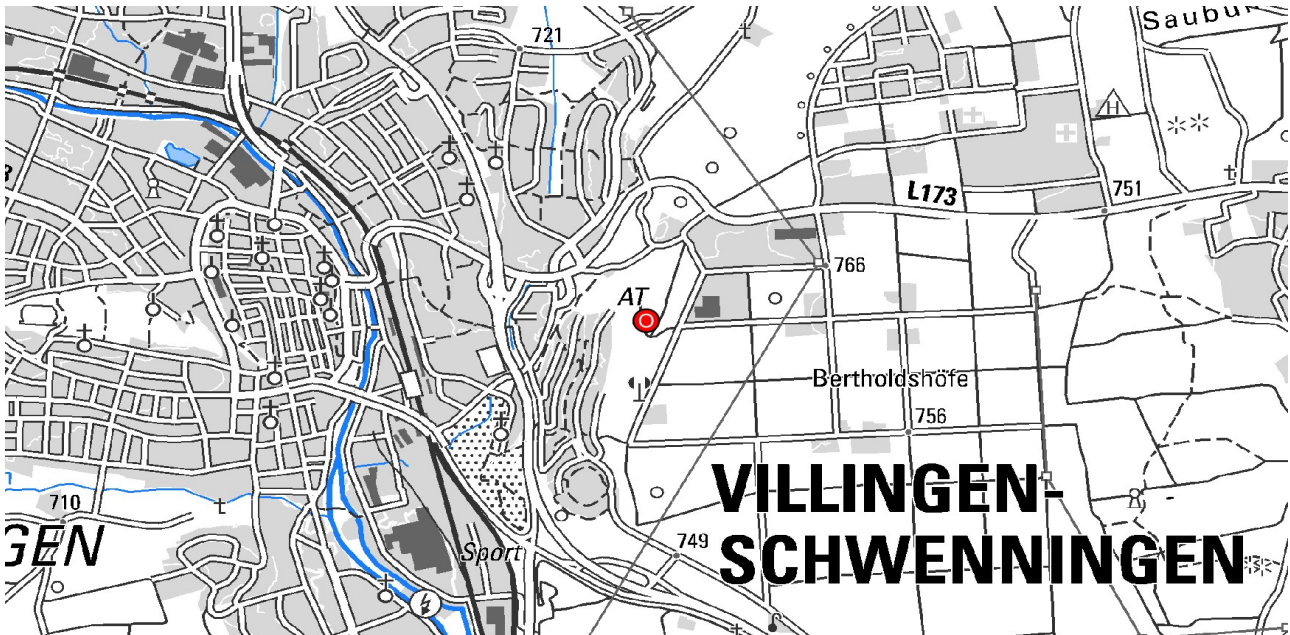 Saubu
721
H
L173
751
766
AT
Bertholdshöfe
756
VILLINGEN-
SCHWENNINGEN
710
GEN
Sport
749